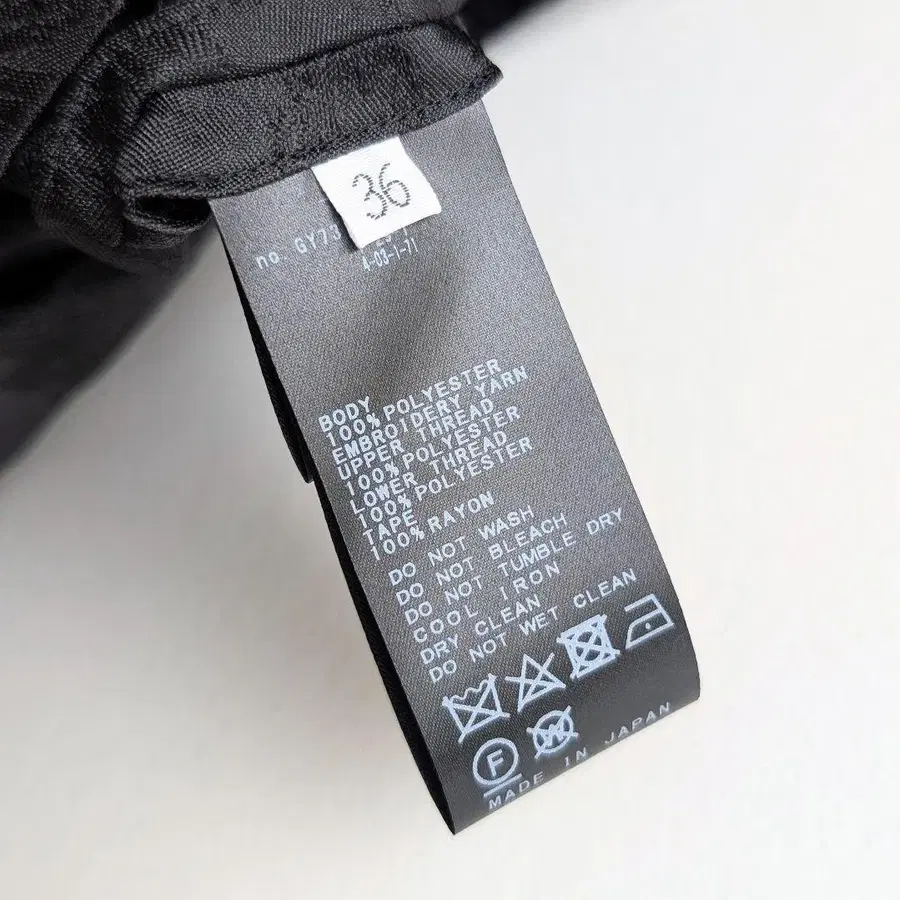 36
no. GY73
4-03-1-71
BODY
100% POLYESTER
EMBROIDERY YARN
UPPER THREAD
100% POLYESTER
LOWER THREAD
100% POLYESTER
TAPE
100% RAYON
DO NOT WASH
DO NOT BLEACH
DO NOT TUMBLE DRY
COOL IRON
DRY CLEAN
DO NOT WET CLEAN
F W
MADE IN JAPAN